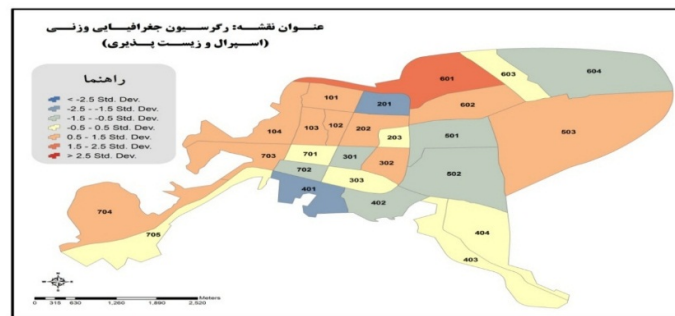 عنوان نقشه: رگرسیون جغرافیایی وزنی
(اسپرال و زیست پذیری)
راهنما
< -2.5 Std. Dev.
-2.5 - -1.5 Std. Dev.
-1.5 - -0.5 Std. Dev.
-0.5 - 0.5 Std. Dev.
0.5 - 1.5 Std. Dev.
1.5 - 2.5 Std. Dev.
> 2.5 Std. Dev.
601
603
604
101
201
602
104
103
102
202
203
501
503
703
701
301
302
702
502
401
303
402
704
705
404
403
0 315 630 1,260 1,890 2,520
Meters